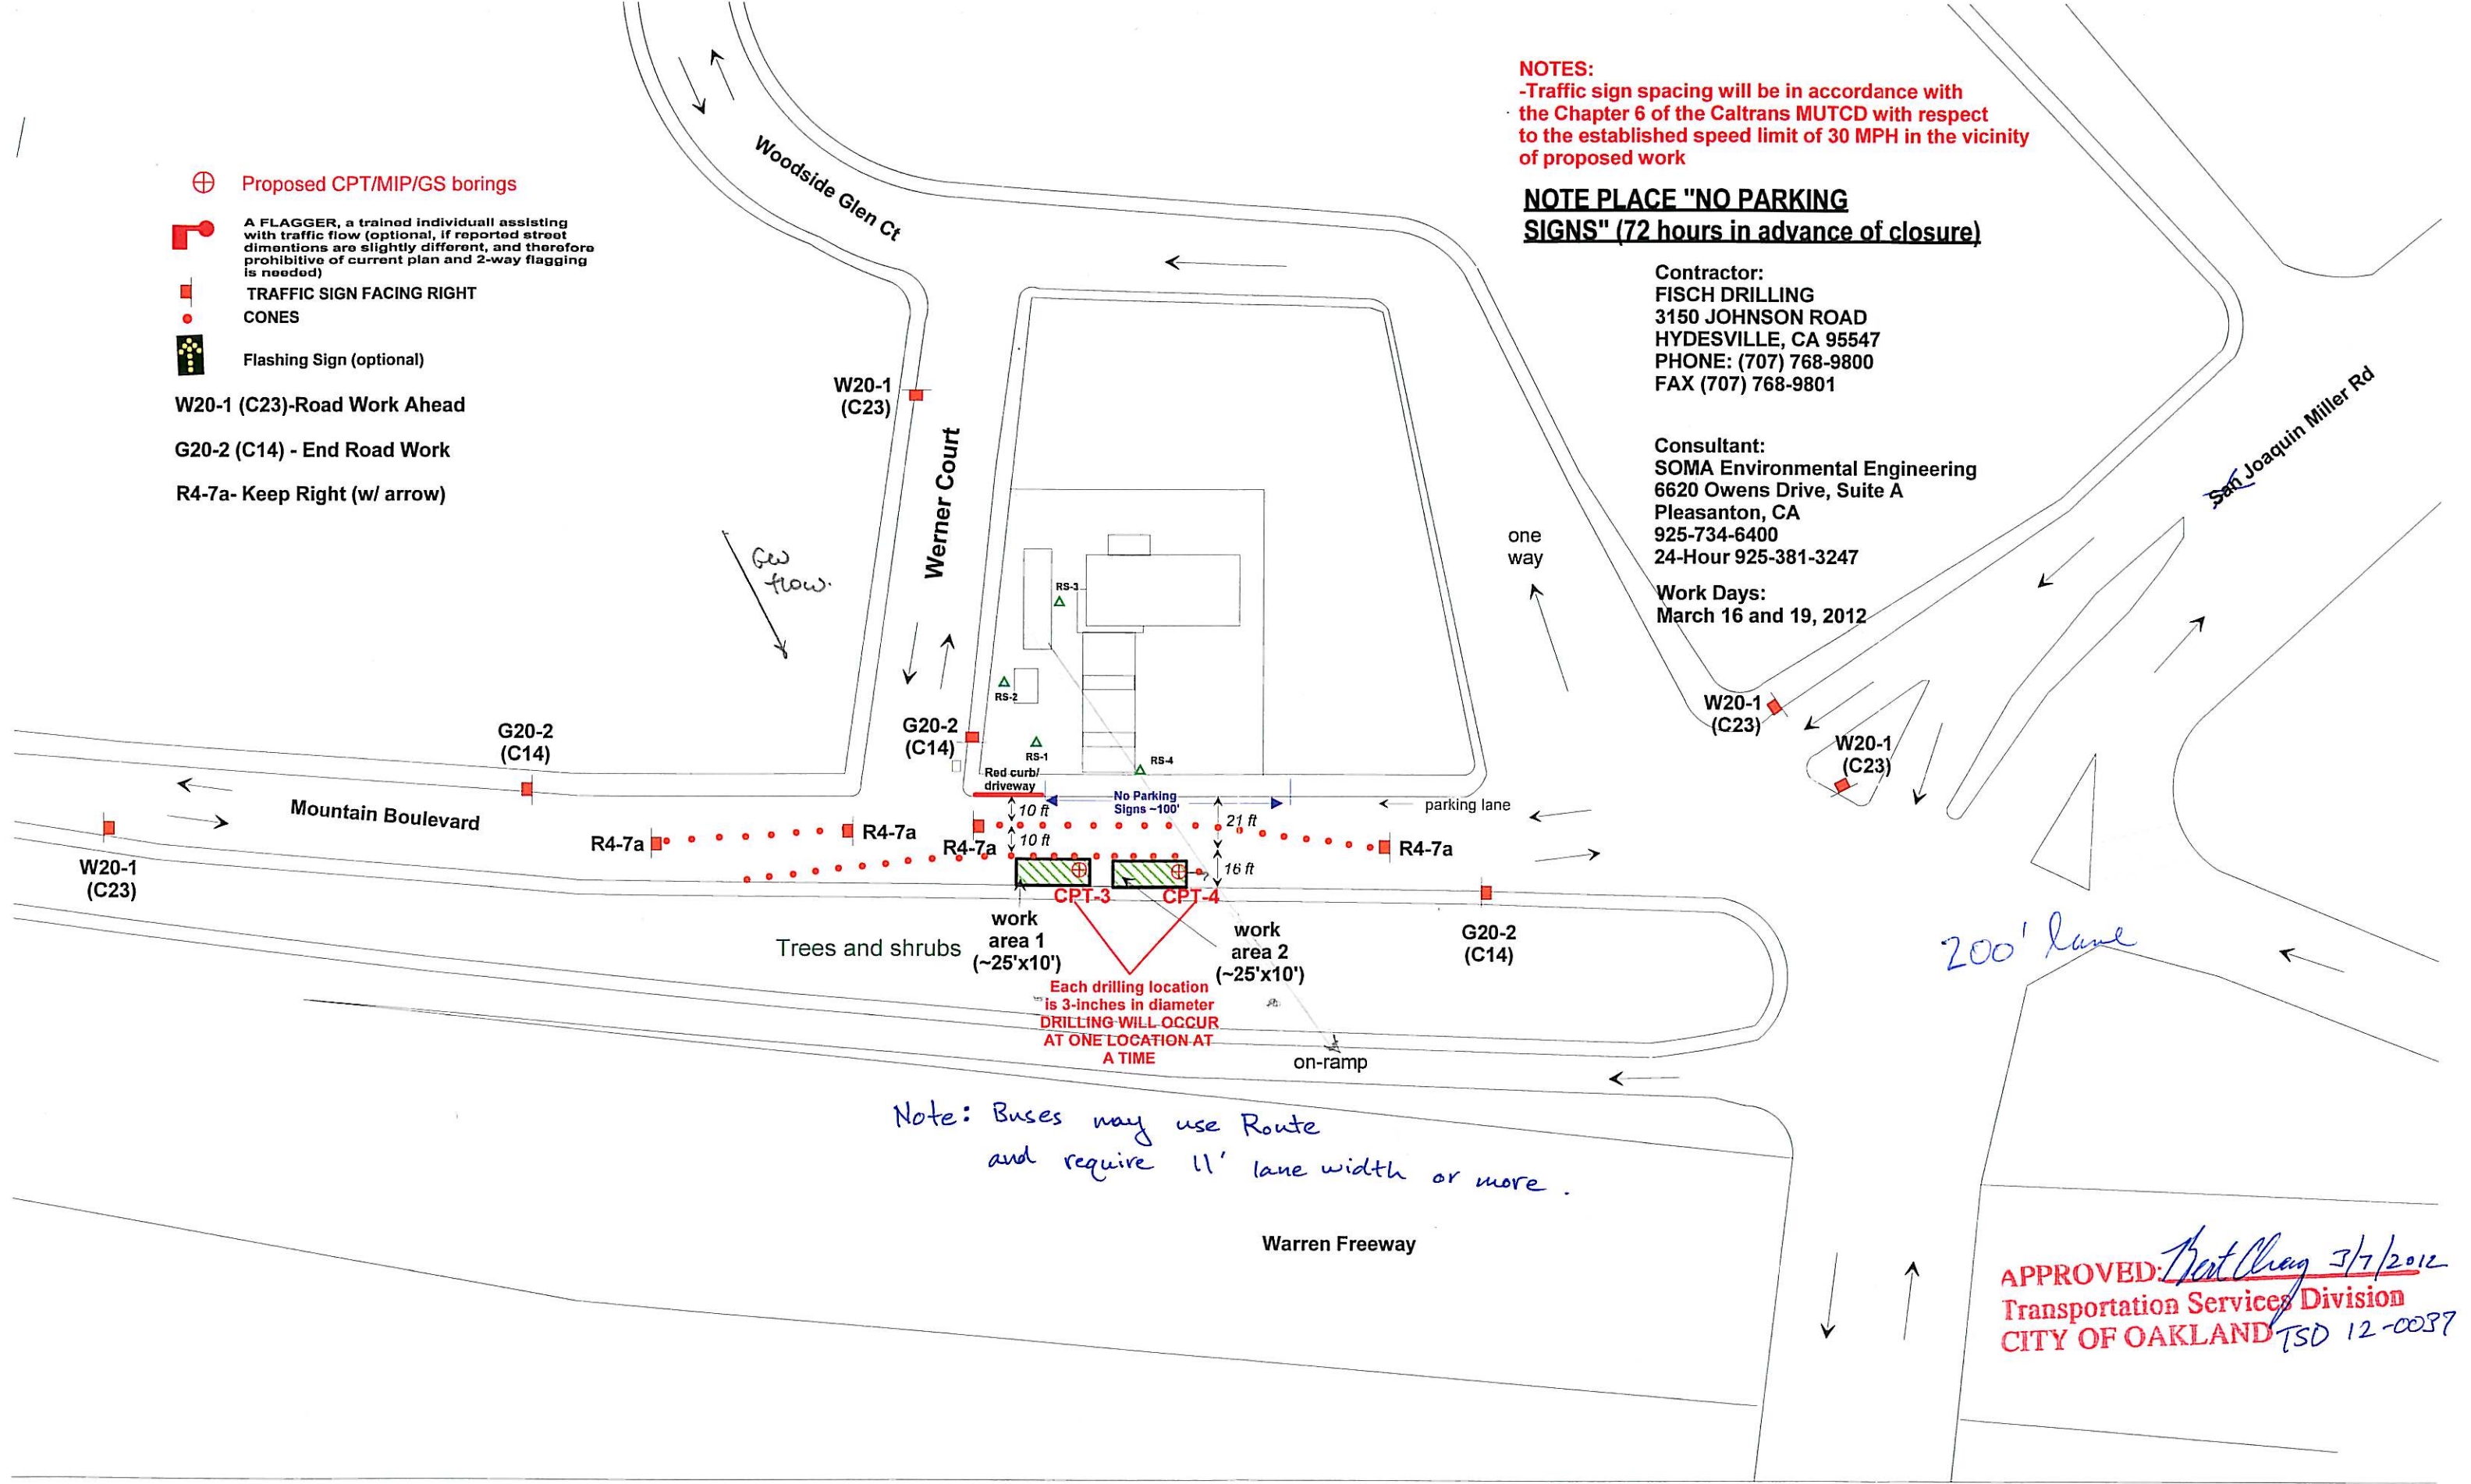 NOTES:
-Traffic sign spacing will be in accordance with
the Chapter 6 of the Caltrans MUTCD with respect
to the established speed limit of 30 MPH in the vicinity
of proposed work
NOTE PLACE "NO PARKING
SIGNS" (72 hours in advance of closure)
Contractor:
FISCH DRILLING
3150 JOHNSON ROAD
HYDESVILLE, CA 95547
PHONE: (707) 768-9800
FAX (707) 768-9801
Consultant:
SOMA Environmental Engineering
6620 Owens Drive, Suite A
Pleasanton, CA
925-734-6400
24-Hour 925-381-3247
Work Days:
March 16 and 19, 2012
Proposed CPT/MIP/GS borings
A FLAGGER, a trained individuall assisting
with traffic flow (optional, if reported street
dimentions are slightly different, and therefore
prohibitive of current plan and 2-way flagging
is needed)
TRAFFIC SIGN FACING RIGHT
CONES
Flashing Sign (optional)
W20-1 (C23)-Road Work Ahead
G20-2 (C14) - End Road Work
R4-7a- Keep Right (w/ arrow)
Woodside Glen Ct
W20-1
(C23)
Werner Court
GW
flow.
one
way
San Joaquin Miller Rd
RS-3
RS-2
RS-1
RS-4
G20-2
(C14)
G20-2
(C14)
W20-1
(C23)
W20-1
(C23)
Red curb/
driveway
No Parking
Signs ~100'
parking lane
Mountain Boulevard
10 ft
21 ft
10 ft
16 ft
R4-7a
R4-7a
R4-7a
R4-7a
W20-1
(C23)
CPT-3
CPT-4
?
work
area 1
(~25'x10')
work
area 2
(~25'x10')
G20-2
(C14)
Trees and shrubs
Each drilling location
is 3-inches in diameter
DRILLING WILL OCCUR
AT ONE LOCATION AT
A TIME
on-ramp
200' lane
Note: Buses may use Route
and require 11' lane width or more.
Warren Freeway
APPROVED: 3/7/2012
Transportation Services Division
CITY OF OAKLAND TSD 12-0037